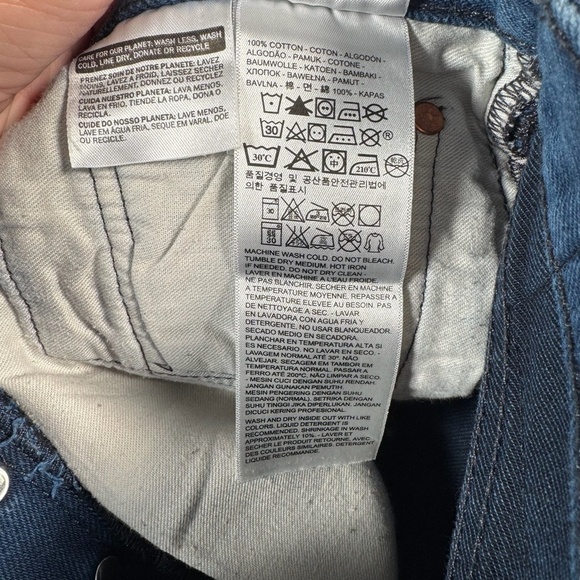 CARE FOR OUR PLANET: WASH LESS, WASH
COLD, LINE DRY, DONATE OR RECYCLE
PRENEZ SOIN DE NOTRE PLANETE: LAVEZ
MOINS, LAVEZ A FROID, LAISSEZ SÉCHER
NATURELLEMENT, DONNEZ OU RECYCLEZ
CUIDA NUESTRO PLANETA: LAVA MENOS,
LAVA EN FRÍO, TIENDE LA ROPA, DONA O
RECICLA.
CUIDE DO NOSSO PLANETA: LAVA MENOS,
LAVE EM ÁGUA FRIA, SEQUE EM VARAL, DOE
OU RECICLE.
100% COTTON - COTON - ALGODÓN
ALGODÃO - PAMUK - COTONE -
BAUMWOLLE - KATOEN - BAMBAKI -
ХЛОПОК - BAWEŁNA - PAMUT -
BAVLNA - 棉 - 면 - 綿 100% - KAPAS
30
30°C
中
210°C
품질경영 및 공산품안전관리법에
의한 품질표시
30
30
MACHINE WASH COLD. DO NOT BLEACH.
TUMBLE DRY MEDIUM. HOT IRON
IF NEEDED. DO NOT DRY CLEAN -
LAVER EN MACHINE A L'EAU FROIDE.
NE PAS BLANCHIR. SECHER EN MACHINE
A TEMPERATURE MOYENNE. REPASSER A
TEMPERATURE ELEVEE AU BESOIN. PAS
DE NETTOYAGE A SEC. - LAVAR
EN LAVADORA CON AGUA FRIA Y
DETERGENTE. NO USAR BLANQUEADOR.
SECADO MEDIO EN SECADORA.
PLANCHAR EN TEMPERATURA ALTA SI
ES NECESARIO. NO LAVAR EN SECO. -
LAVAGEM NORMAL ATÉ 30°. NÃO
ALVEJAR. SECAGEM EM TAMBOR EM
TEMPERATURA NORMAL. PASSAR A
FERRO ATÉ 200ºC. NÃO LIMPAR A SECO.
- MESIN CUCI DENGAN SUHU RENDAH.
JANGAN GUNAKAN PEMUTIH.
MESIN PENGERING DENGAN SUHU
SEDANG (NORMAL). SETRIKA DENGAN
SUHU TINGGI JIKA DIPERLUKAN. JANGAN
DICUCI KERING PROFESIONAL.
WASH AND DRY INSIDE OUT WITH LIKE
COLORS. LIQUID DETERGENT
RECOMMENDED. SHRINKAGE IN WASH
APPROXIMATELY 10%. - LAVER ET
SECHER LE PRODUIT RETOURNE, AVEC
DES COULEURS SIMILAIRES. DETERGENT
LIQUIDE RECOMMANDE.